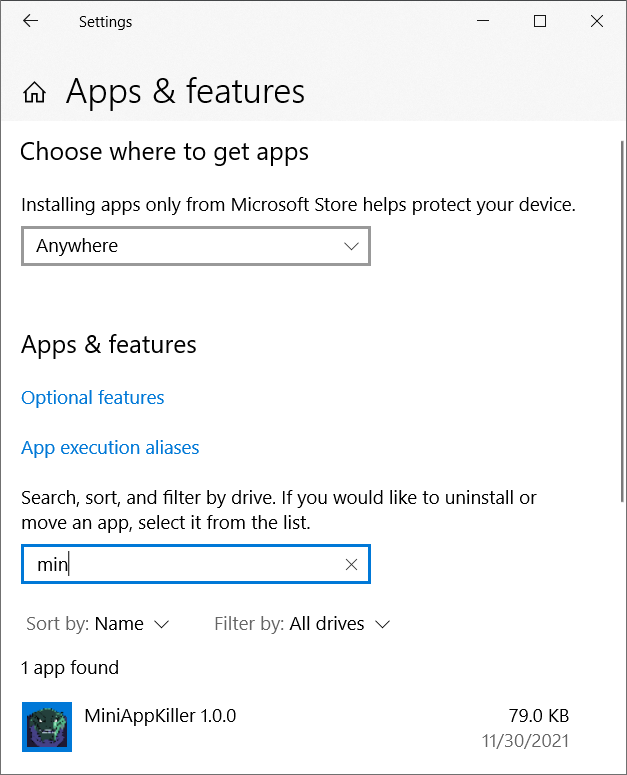 Settings
Apps & features
Choose where to get apps
Installing apps only from Microsoft Store helps protect your device.
Anywhere
Apps & features
Optional features
App execution aliases
Search, sort, and filter by drive. If you would like to uninstall or
move an app, select it from the list.
min
Sort by: Name Filter by: All drives
1 app found
MiniAppKiller 1.0.0 79.0 KB
11/30/2021